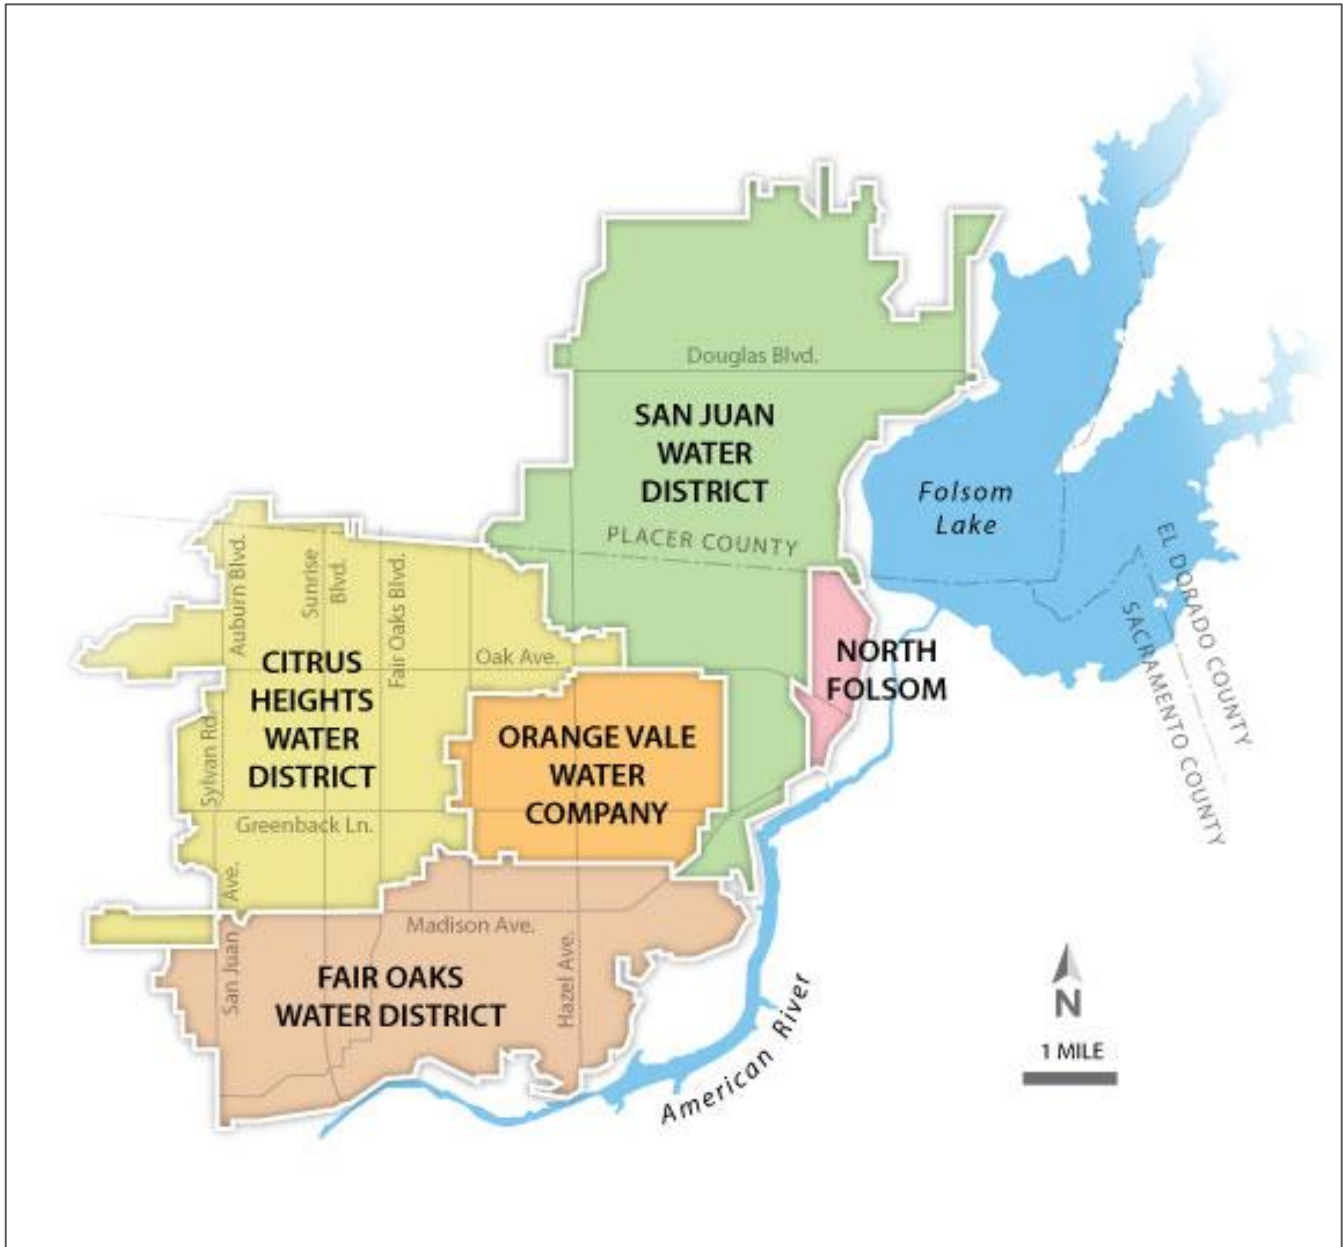 Douglas Blvd.
SAN JUAN
WATER
DISTRICT
Folsom
Lake
PLACER COUNTY
EL DORADO COUNTY
SACRAMENTO COUNTY
Auburn Blvd.
Sunrise
Blvd.
Fair Oaks Blvd.
Oak Ave.
NORTH
FOLSOM
CITRUS
HEIGHTS
WATER
DISTRICT
Sylvan Rd.
ORANGE VALE
WATER
COMPANY
Greenback Ln.
San Juan Ave.
Madison Ave.
Hazel Ave.
FAIR OAKS
WATER DISTRICT
American River
N
1 MILE